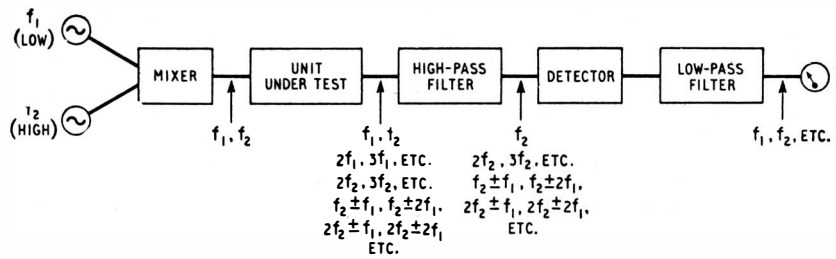 f₁
(LOW)
τ₂
(HIGH)
MIXER
UNIT
UNDER TEST
HIGH-PASS
FILTER
DETECTOR
LOW-PASS
FILTER
f₁, f₂
f₁, t₂
2f₁, 3f₁, ETC.
2f₂, 3f₂, ETC.
f₂±f₁, f₂±2f₁,
2f₂±f₁, 2f₂±2f₁
ETC.
f₂
2f₂, 3f₂, ETC.
f₂±f₁, f₂±2f₁,
2f₂±f₁, 2f₂±2f₁,
ETC.
f₁, f₂, ETC.